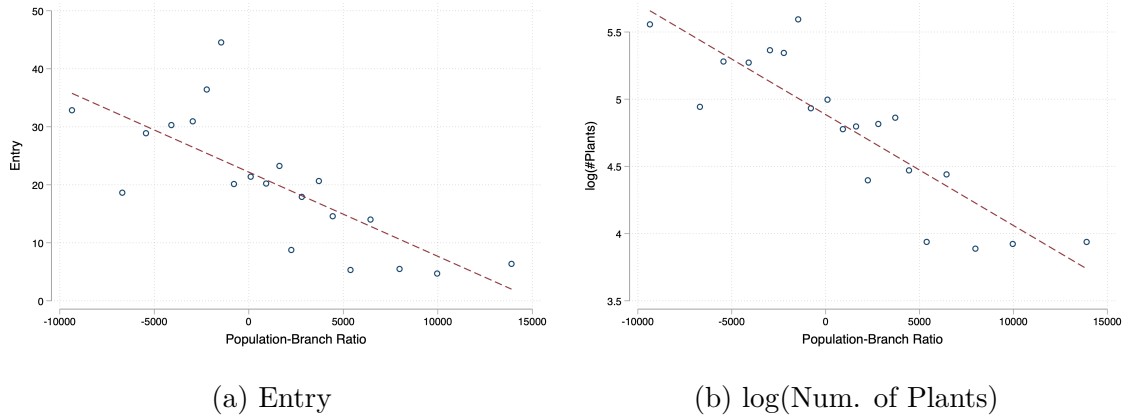 50
40
30
20
10
0
Entry
-10000 -5000 0 5000 10000 15000
Population-Branch Ratio
(a) Entry
5.5
5
4.5
4
3.5
log(#Plants)
-10000 -5000 0 5000 10000 15000
Population-Branch Ratio
(b) log(Num. of Plants)